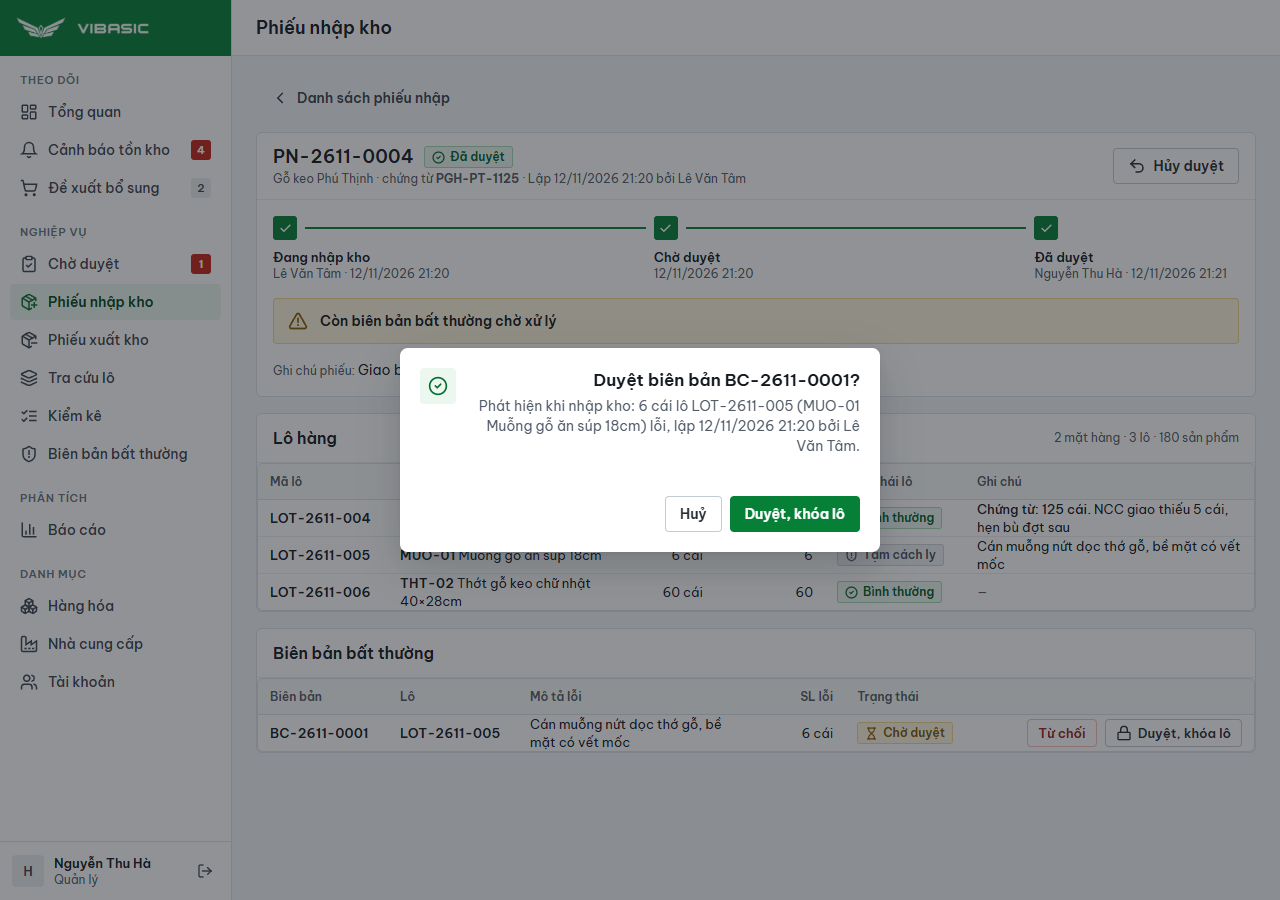 VIBASIC
Phiếu nhập kho
THEO DÕI
Tổng quan
Cảnh báo tồn kho 4
Đề xuất bổ sung 2
NGHIỆP VỤ
Chờ duyệt 1
Phiếu nhập kho
Phiếu xuất kho
Tra cứu lô
Kiểm kê
Biên bản bất thường
PHÂN TÍCH
Báo cáo
DANH MỤC
Hàng hóa
Nhà cung cấp
Tài khoản
H
Nguyễn Thu Hà
Quản lý
Danh sách phiếu nhập
PN-2611-0004 Đã duyệt
Gỗ keo Phú Thịnh · chứng từ PGH-PT-1125 · Lập 12/11/2026 21:20 bởi Lê Văn Tâm
Hủy duyệt
Đang nhập kho
Lê Văn Tâm · 12/11/2026 21:20
Chờ duyệt
12/11/2026 21:20
Đã duyệt
Nguyễn Thu Hà · 12/11/2026 21:21
Còn biên bản bất thường chờ xử lý
Ghi chú phiếu: Giao
Duyệt biên bản BC-2611-0001?
Phát hiện khi nhập kho: 6 cái lô LOT-2611-005 (MUO-01
Muỗng gỗ ăn súp 18cm) lỗi, lập 12/11/2026 21:20 bởi Lê
Văn Tâm.
Huỷ
Duyệt, khóa lô
Lô hàng
2 mặt hàng · 3 lô · 180 sản phẩm
Mã lô lô Ghi chú
LOT-2611-004 thường Chứng từ: 125 cái. NCC giao thiếu 5 cái,
hẹn bù đợt sau
LOT-2611-005 MUO-01 Muỗng gỗ ăn súp 18cm 6 cái 6 Tạm cách ly Cán muỗng nứt dọc thớ gỗ, bề mặt có vết
mốc
LOT-2611-006 THT-02 Thớt gỗ keo chữ nhật
40×28cm 60 cái 60 Bình thường –
Biên bản bất thường
Biên bản Lô Mô tả lỗi SL lỗi Trạng thái
BC-2611-0001 LOT-2611-005 Cán muỗng nứt dọc thớ gỗ, bề
mặt có vết mốc 6 cái Chờ duyệt Từ chối Duyệt, khóa lô